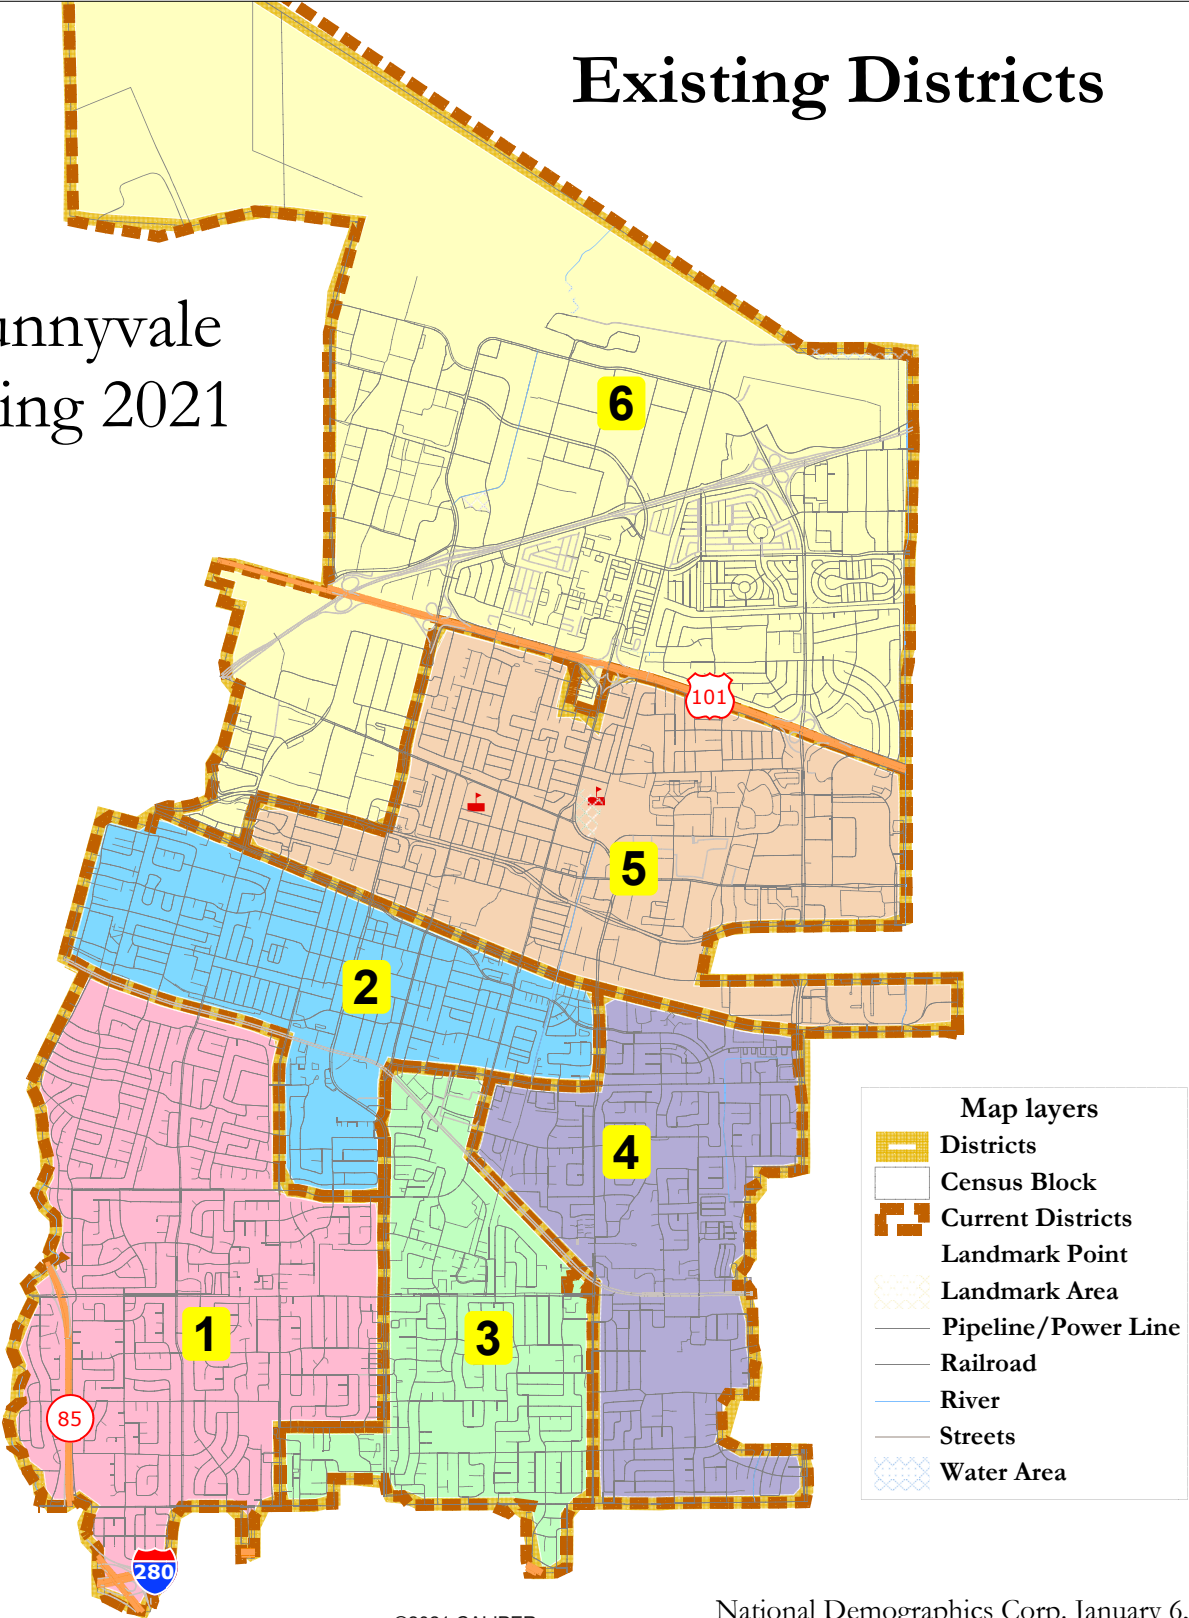 Existing Districts
unnyvale
ing 2021
6
101
5
2
4
1
3
85
280
Map layers
Districts
Census Block
Current Districts
Landmark Point
Landmark Area
Pipeline/Power Line
Railroad
River
Streets
Water Area
©2021 CALIPER
National Demographics Corp, January 6,